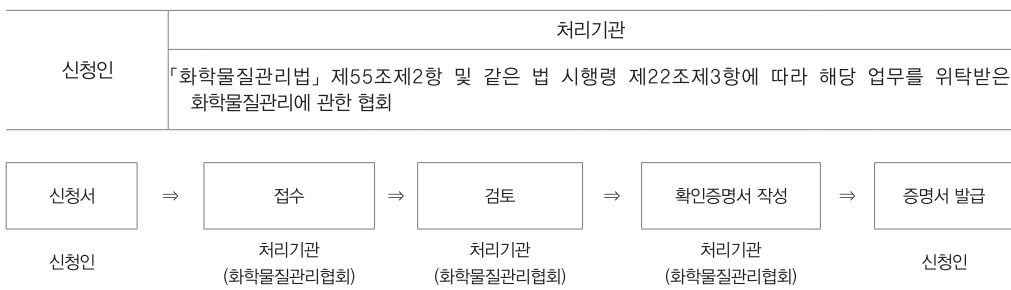 신청인
처리기관
「화학물질관리법」 제55조제2항 및 같은 법 시행령 제22조제3항에 따라 해당 업무를 위탁받은
화학물질관리에 관한 협회
신청서 ⇒ 접수 ⇒ 검토 ⇒ 확인증명서 작성 ⇒ 증명서 발급
신청인 처리기관 처리기관 처리기관 신청인
(화학물질관리협회) (화학물질관리협회) (화학물질관리협회)